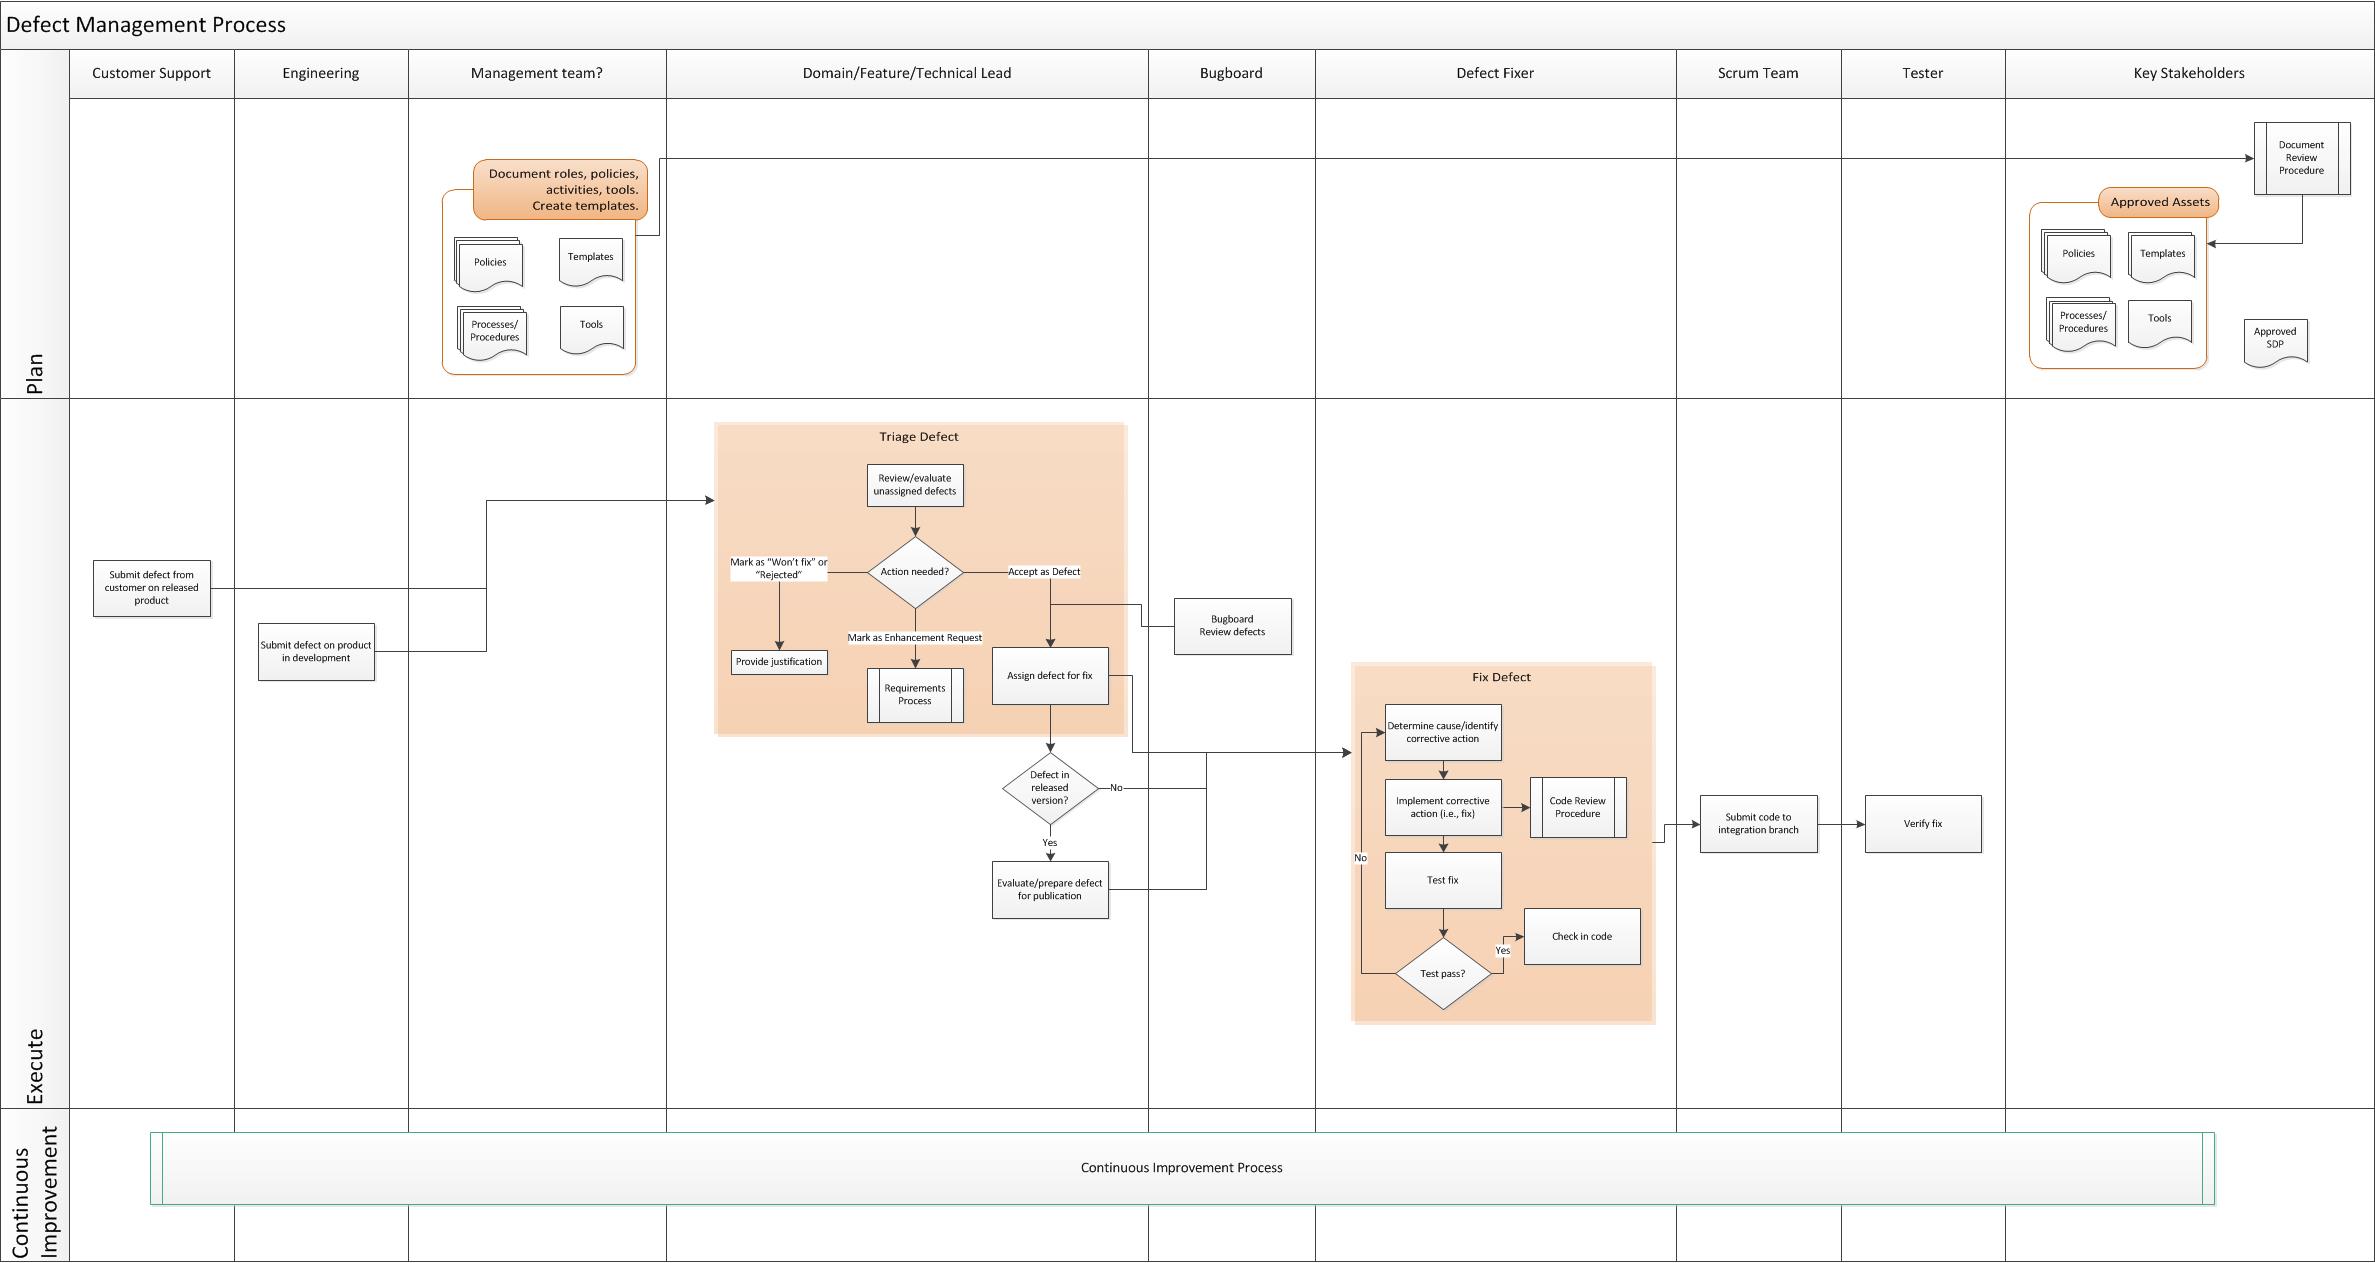 Defect Management Process
Customer Support
Engineering
Management team?
Domain/Feature/Technical Lead
Bugboard
Defect Fixer
Scrum Team
Tester
Key Stakeholders
Plan
Document roles, policies,
activities, tools.
Create templates.
Policies
Templates
Processes/
Procedures
Tools
Document
Review
Procedure
Approved Assets
Policies
Templates
Processes/
Procedures
Tools
Approved
SDP
Execute
Submit defect from
customer on released
product
Submit defect on product
in development
Triage Defect
Review/evaluate
unassigned defects
Action needed?
Mark as “Won’t fix” or
“Rejected”
Accept as Defect
Mark as Enhancement Request
Provide justification
Requirements
Process
Assign defect for fix
Bugboard
Review defects
Defect in
released
version?
No
Yes
Evaluate/prepare defect
for publication
Fix Defect
Determine cause/identify
corrective action
Implement corrective
action (i.e., fix)
Code Review
Procedure
No
Test fix
Test pass?
Yes
Check in code
Submit code to
integration branch
Verify fix
Continuous
Improvement
Continuous Improvement Process